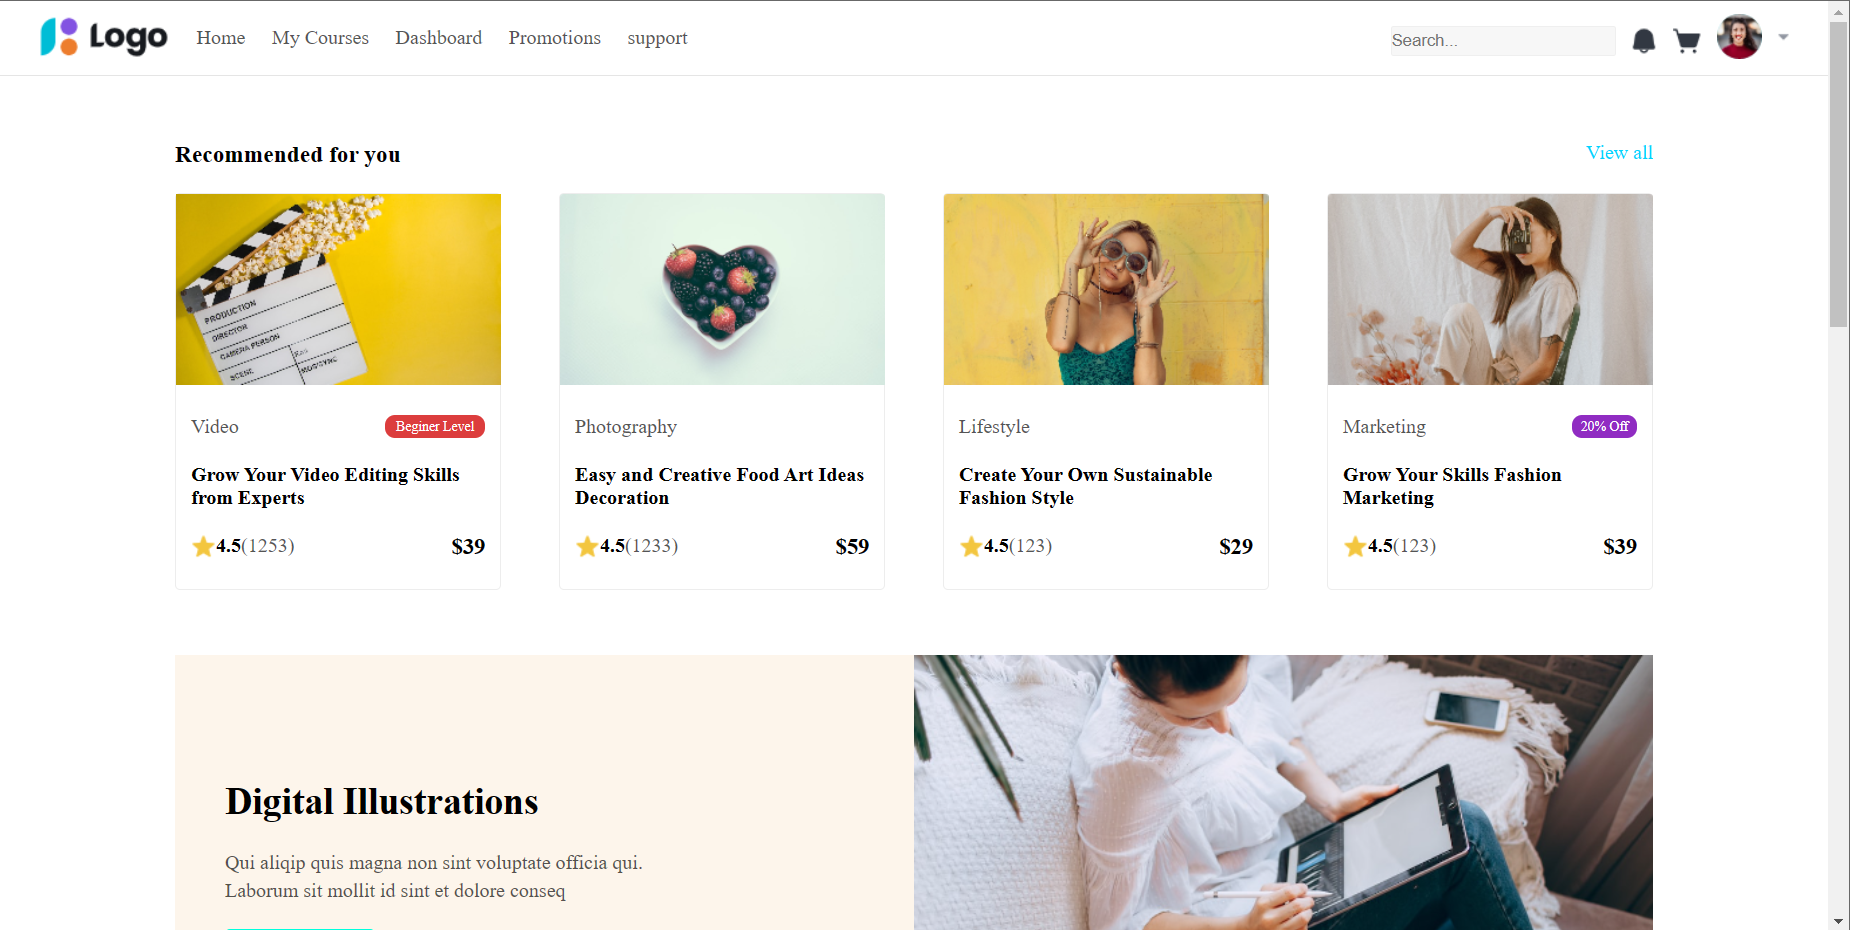 Logo
Home
My Courses
Dashboard
Promotions
support
Search...
Recommended for you
View all
PRODUCTION
DIRECTOR
CAMERA PERSON
SCENE
Video
Beginer Level
Grow Your Video Editing Skills
from Experts
4.5(1253)
$39
Photography
Easy and Creative Food Art Ideas
Decoration
4.5(1233)
$59
Lifestyle
Create Your Own Sustainable
Fashion Style
4.5(123)
$29
Marketing
20% Off
Grow Your Skills Fashion
Marketing
4.5(123)
$39
Digital Illustrations
Qui aliqip quis magna non sint voluptate officia qui.
Laborum sit mollit id sint et dolore conseq